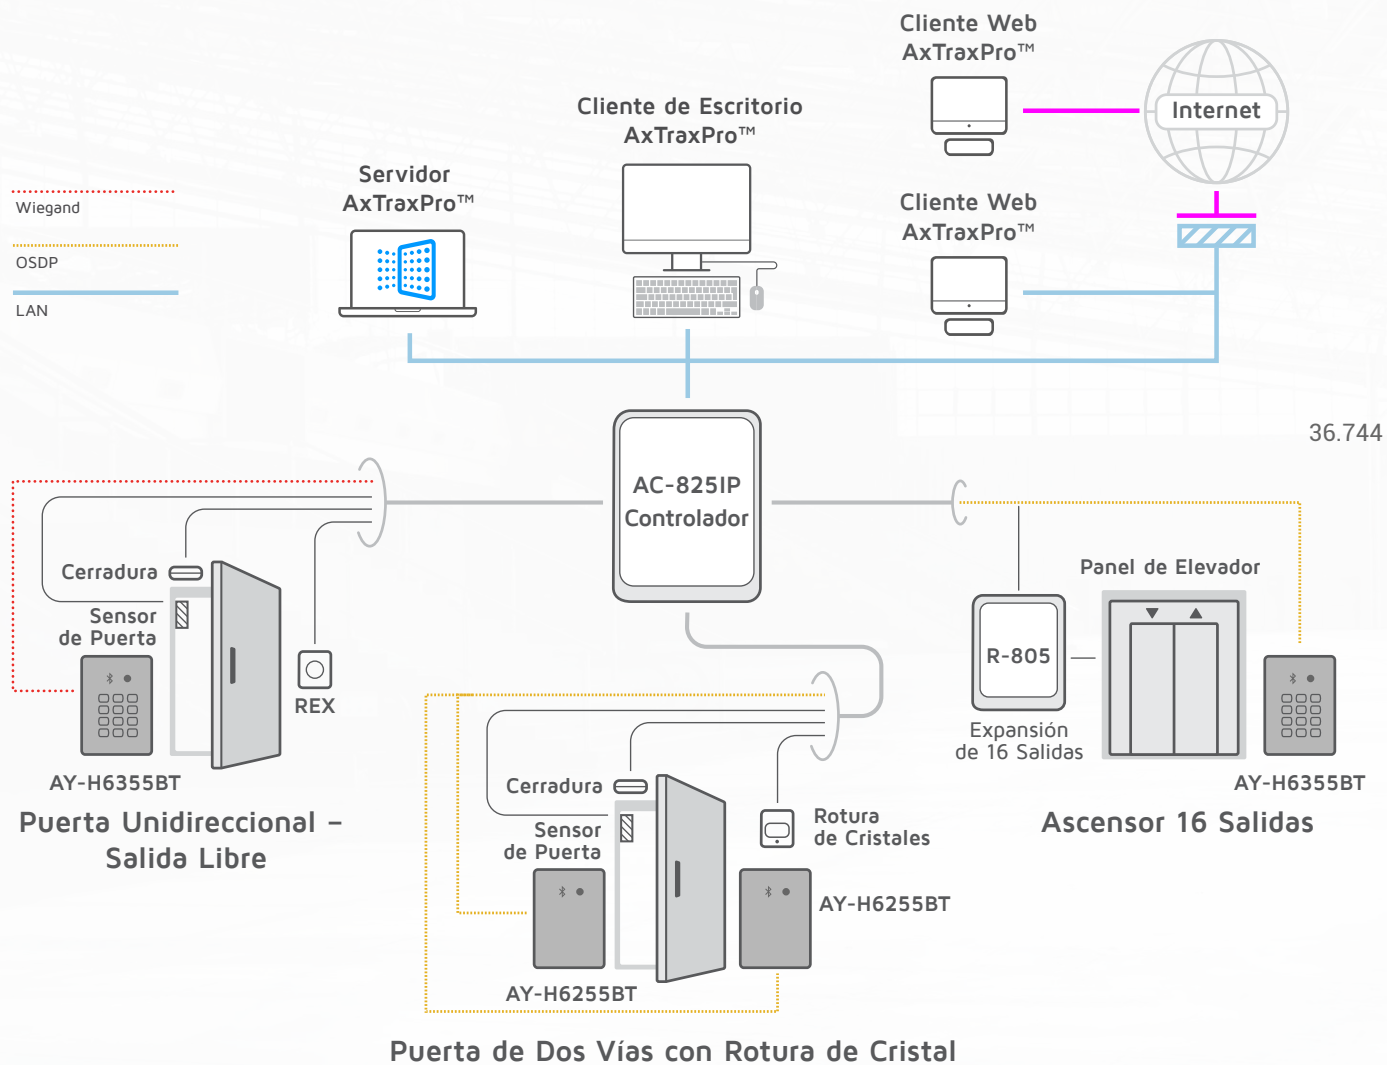 Cliente Web
AxTraxPro™
Internet
Cliente de Escritorio
AxTraxPro™
Servidor
AxTraxPro™
Cliente Web
AxTraxPro™
Wiegand
OSDP
LAN
36.744
AC-825IP
Controlador
Cerradura
Sensor
de Puerta
REX
AY-H6355BT
Puerta Unidireccional –
Salida Libre
Cerradura
Sensor
de Puerta
Rotura
de Cristales
AY-H6255BT
AY-H6255BT
Puerta de Dos Vías con Rotura de Cristal
Panel de Elevador
R-805
Expansión
de 16 Salidas
AY-H6355BT
Ascensor 16 Salidas